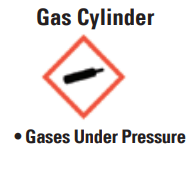 Gas Cylinder
• Gases Under Pressure